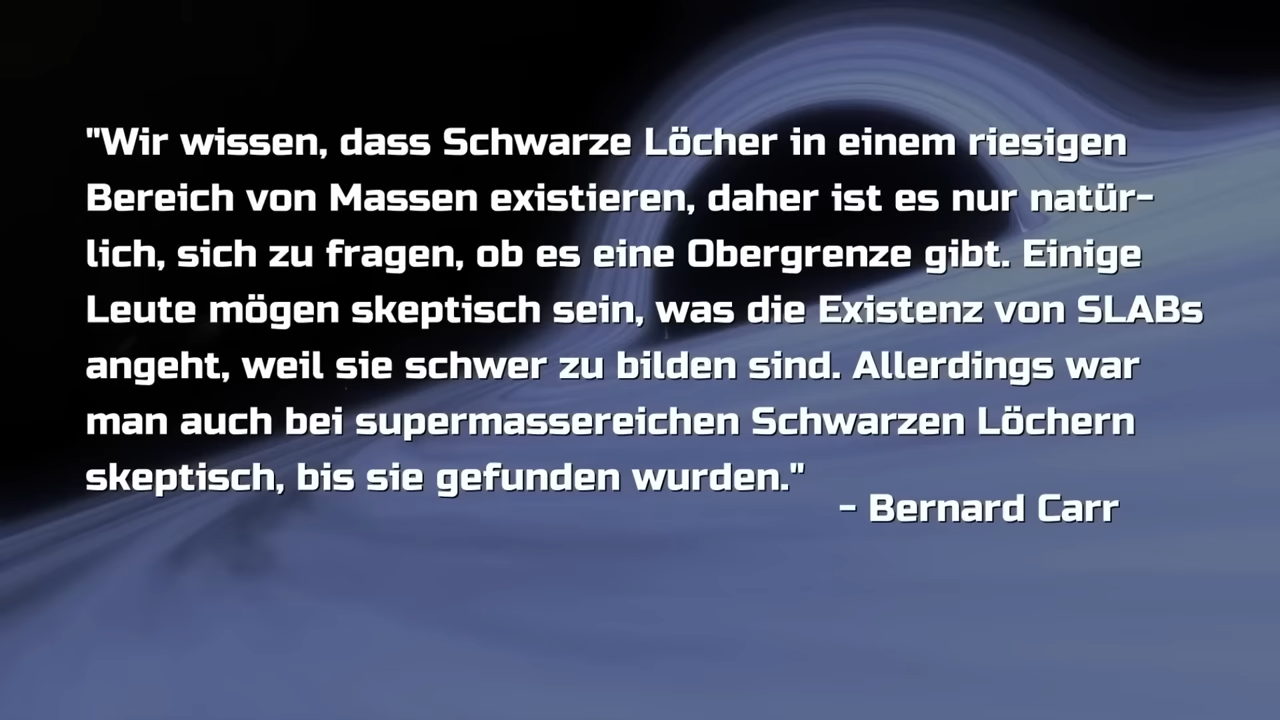 "Wir wissen, dass Schwarze Löcher in einem riesigen
Bereich von Massen existieren, daher ist es nur natür-
lich, sich zu fragen, ob es eine Obergrenze gibt. Einige
Leute mögen skeptisch sein, was die Existenz von SLABs
angeht, weil sie schwer zu bilden sind. Allerdings war
man auch bei supermassereichen Schwarzen Löchern
skeptisch, bis sie gefunden wurden."
- Bernard Carr